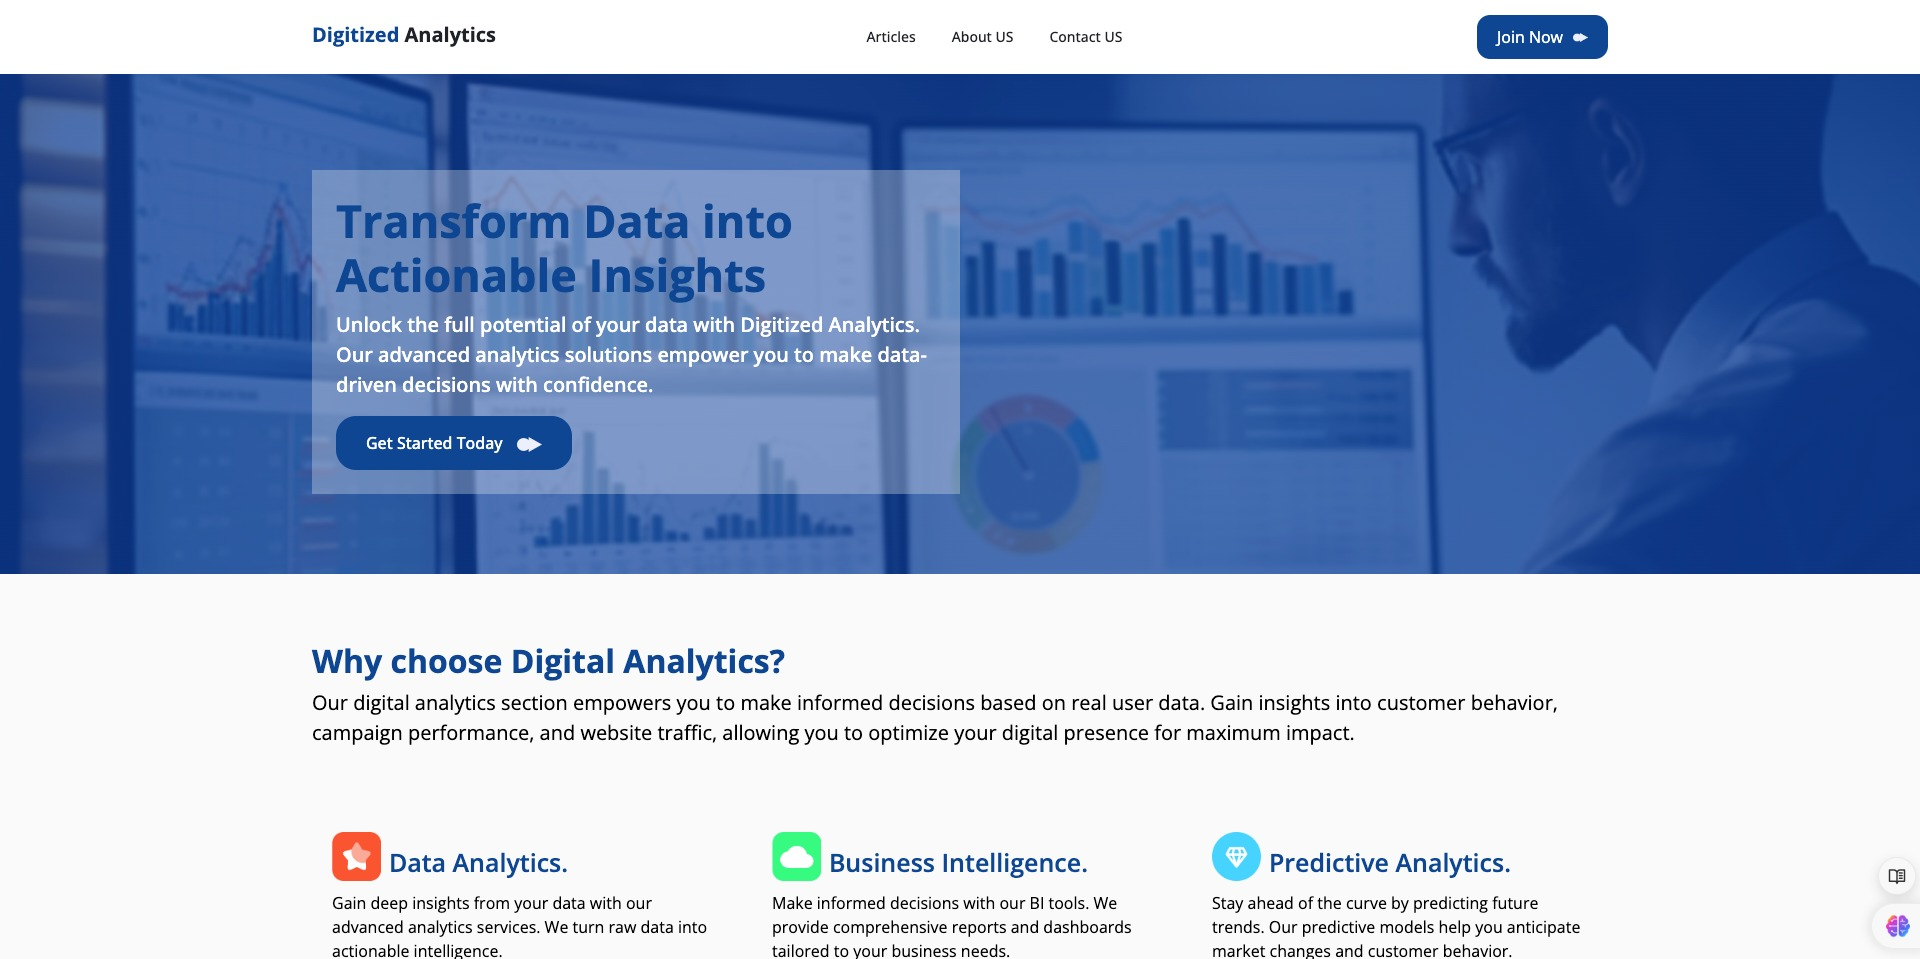 Digitized Analytics
Articles
About US
Contact US
Join Now
Transform Data into
Actionable Insights
Unlock the full potential of your data with Digitized Analytics.
Our advanced analytics solutions empower you to make data-
driven decisions with confidence.
Get Started Today
Why choose Digital Analytics?
Our digital analytics section empowers you to make informed decisions based on real user data. Gain insights into customer behavior,
campaign performance, and website traffic, allowing you to optimize your digital presence for maximum impact.
Data Analytics.
Gain deep insights from your data with our
advanced analytics services. We turn raw data into
actionable intelligence.
Business Intelligence.
Make informed decisions with our BI tools. We
provide comprehensive reports and dashboards
tailored to your business needs.
Predictive Analytics.
Stay ahead of the curve by predicting future
trends. Our predictive models help you anticipate
market changes and customer behavior.